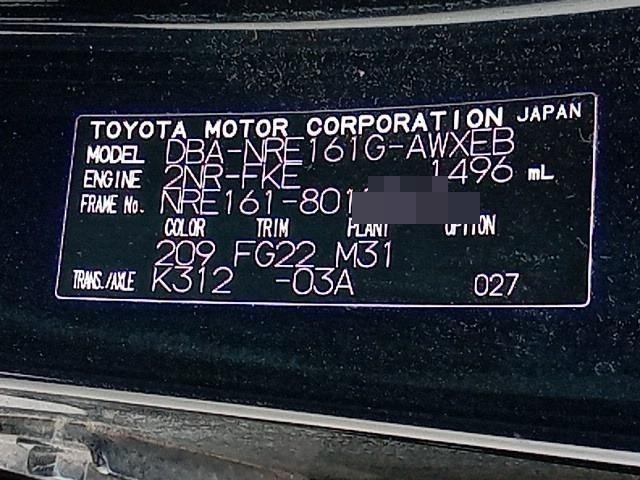 TOYOTA MOTOR CORPORATION JAPAN
MODEL DBA-NRE161G-AWXEB
ENGINE 2NR-FKE 1496 mL
FRAME No. NRE161-801
COLOR TRIM PLANT OPTION
209 FG22 M31
TRANS./AXLE K312 -03A 027